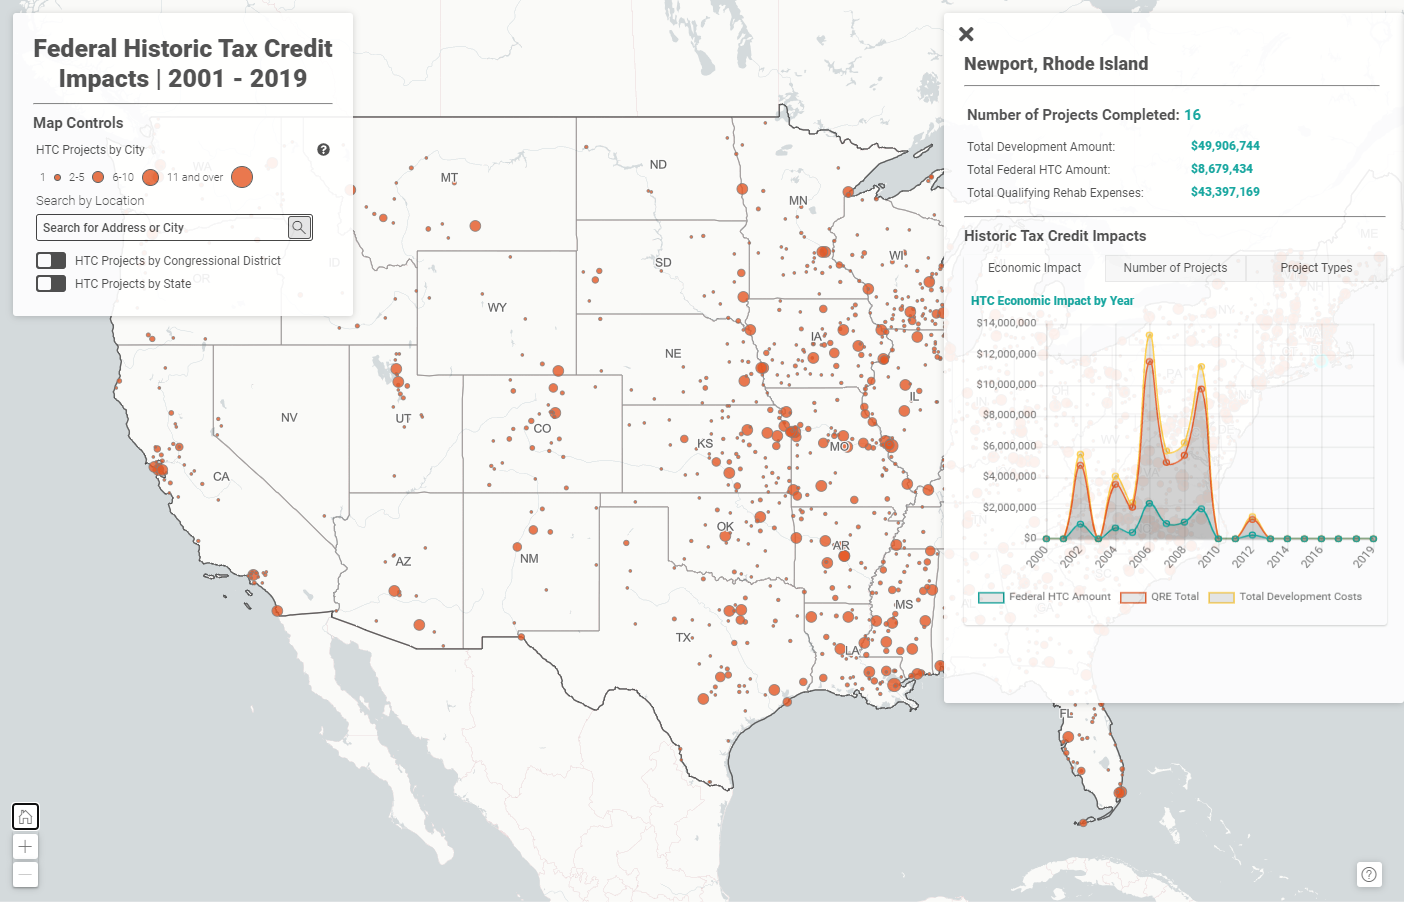 Federal Historic Tax Credit
Impacts | 2001 - 2019
Map Controls
HTC Projects by City
1 2-5 6-10 11 and over
Search by Location
Search for Address or City
HTC Projects by Congressional District
HTC Projects by State
WA
OR
ID
MT
ND
MN
WI
SD
WY
IA
NE
IL
NV
UT
CO
KS
MO
CA
OK
AR
AZ
NM
MS
TX
LA
FL
Newport, Rhode Island
Number of Projects Completed: 16
Total Development Amount: $49,906,744
Total Federal HTC Amount: $8,679,434
Total Qualifying Rehab Expenses: $43,397,169
Historic Tax Credit Impacts
Economic Impact Number of Projects Project Types
HTC Economic Impact by Year
$14,000,000
$12,000,000
$10,000,000
$8,000,000
$6,000,000
$4,000,000
$2,000,000
$0
2000 2002 2004 2006 2008 2010 2012 2014 2016 2019
Federal HTC Amount QRE Total Total Development Costs
ME
NH
NY
PA